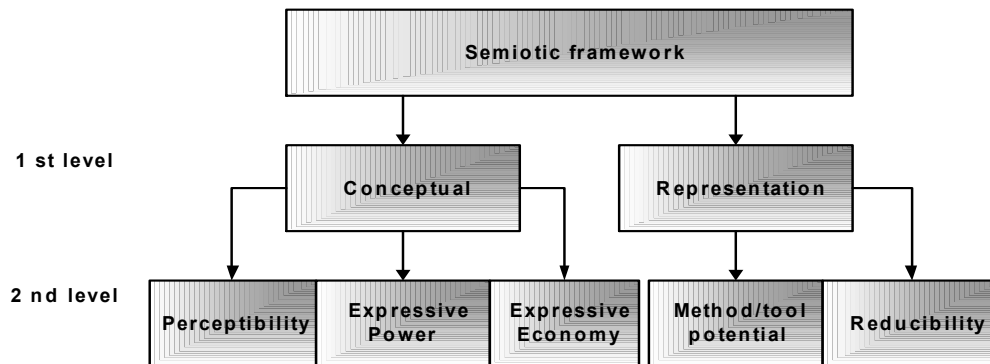 Semiotic framework
1 st level
Conceptual
Representation
2 nd level
Perceptibility
Expressive
Power
Expressive
Economy
Method/tool
potential
Reducibility